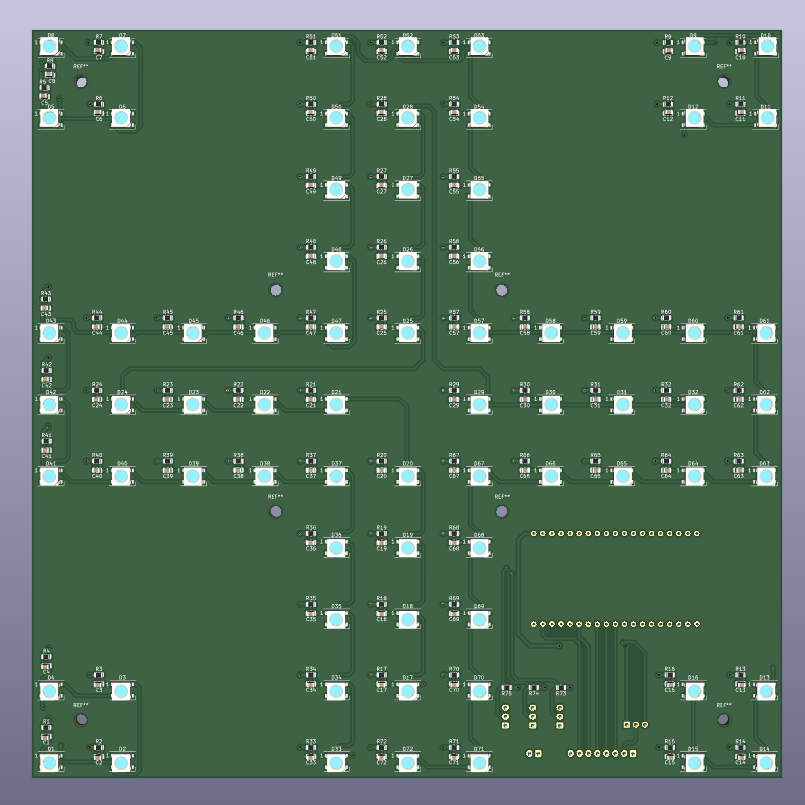 D8 R7 C7 D7 R51 C51 D51 R52 C52 D52 R53 C53 D53 R9 C9 D9 R10 C10 D10
R8 C8
REF** REF**
R5 C5 D5 R6 C6 D6 R50 C50 D50 R28 C28 D28 R54 C54 D54 R12 C12 D12 R11 C11 D11
R49 C49 D49 R27 C27 D27 R55 C55 D55
R48 C48 D48 R26 C26 D26 R56 C56 D56
REF** REF**
R43 C43 D43 R44 C44 D44 R45 C45 D45 R46 C46 D46 R47 C47 D47 R25 C25 D25 R57 C57 D57 R58 C58 D58 R59 C59 D59 R60 C60 D60 R61 C61 D61
R42 C42 D42 R24 C24 D24 R23 C23 D23 R22 C22 D22 R21 C21 D21 R29 C29 D29 R30 C30 D30 R31 C31 D31 R32 C32 D32 R62 C62 D62
R41 C41 D41 R40 C40 D40 R39 C39 D39 R38 C38 D38 R37 C37 D37 R20 C20 D20 R67 C67 D67 R66 C66 D66 R65 C65 D65 R64 C64 D64 R63 C63 D63
REF** REF**
R36 C36 D36 R19 C19 D19 R68 C68 D68
R35 C35 D35 R18 C18 D18 R69 C69 D69
R4 C4 D4 R3 C3 D3 R34 C34 D34 R17 C17 D17 R70 C70 D70 R75 R74 R73 R16 C16 D16 R13 C13 D13
REF** REF**
R1 C1 D1 R2 C2 D2 R33 C33 D33 R72 C72 D72 R71 C71 D71 R15 C15 D15 R14 C14 D14